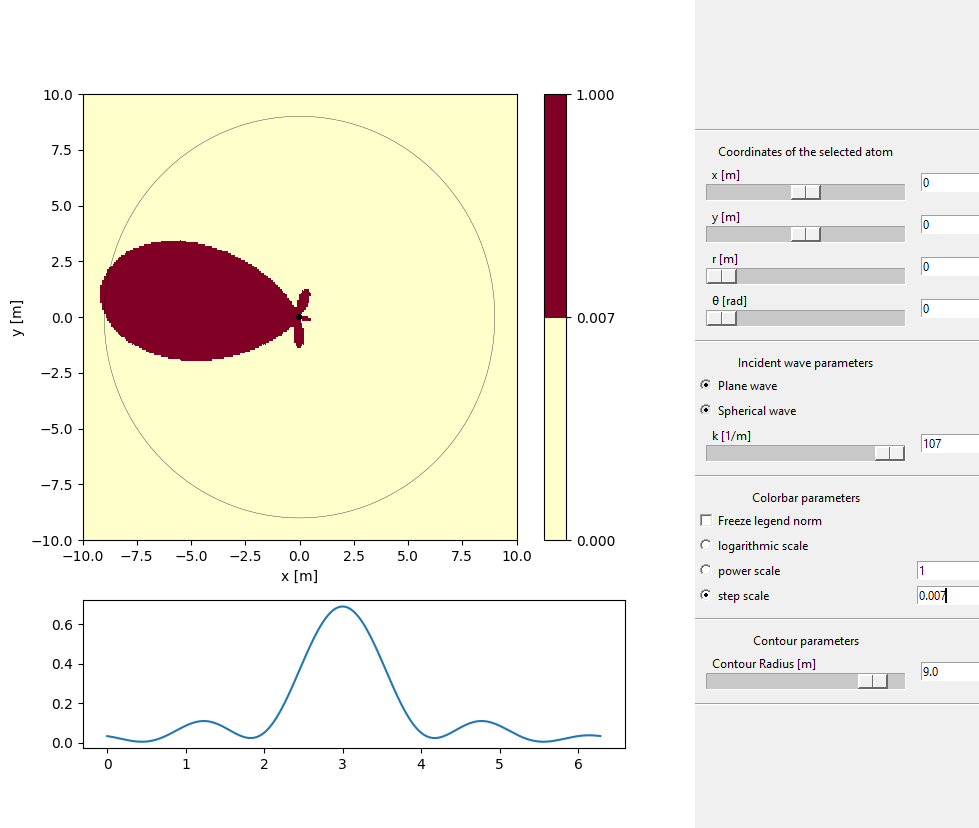 10.0
7.5
5.0
2.5
0.0
−2.5
−5.0
−7.5
−10.0
y [m]
−10.0 −7.5 −5.0 −2.5 0.0 2.5 5.0 7.5 10.0
x [m]
1.000
0.007
0.000
0.6
0.4
0.2
0.0
0 1 2 3 4 5 6
Coordinates of the selected atom
x [m]
0
y [m]
0
r [m]
0
θ [rad]
0
Incident wave parameters
Plane wave
Spherical wave
k [1/m]
107
Colorbar parameters
Freeze legend norm
logarithmic scale
power scale 1
step scale 0.007
Contour parameters
Contour Radius [m]
9.0